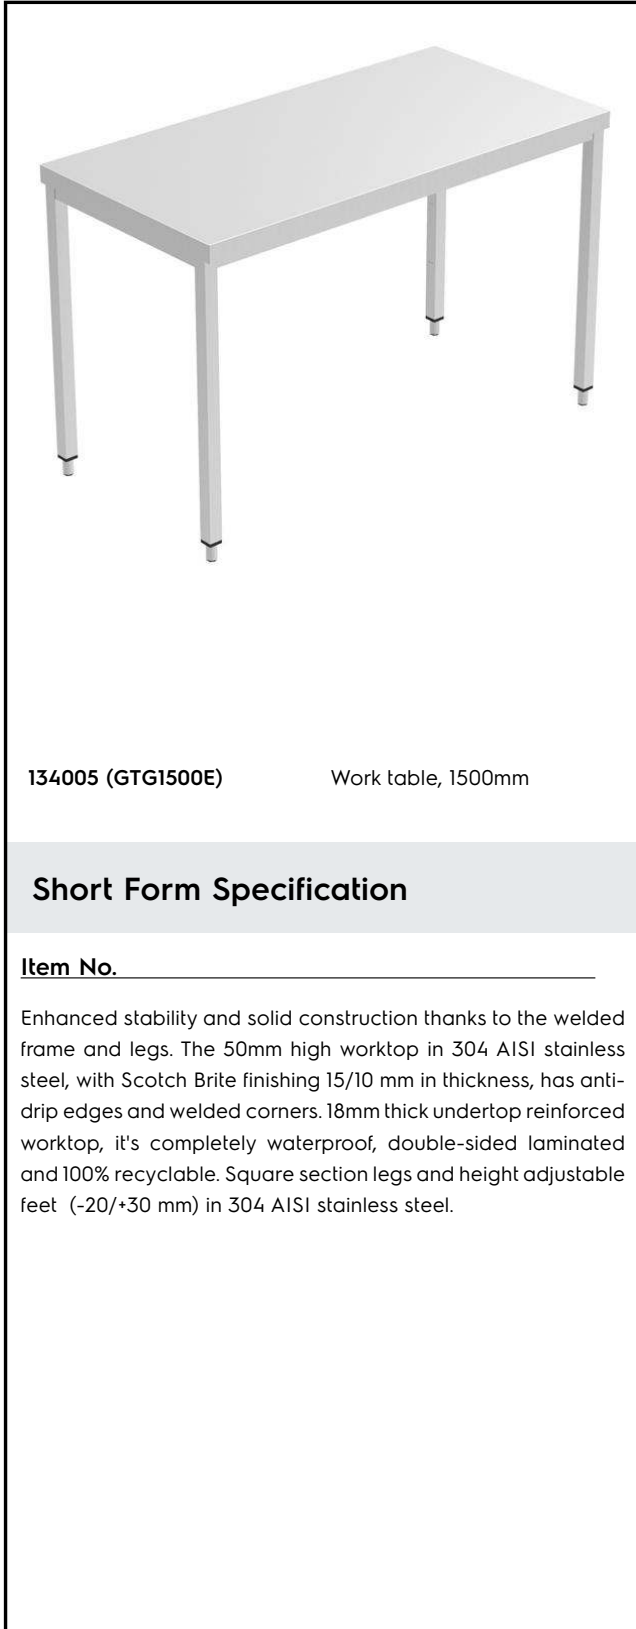 134005 (GTG1500E) Work table, 1500mm
Short Form Specification
Item No.
Enhanced stability and solid construction thanks to the welded
frame and legs. The 50mm high worktop in 304 AISI stainless
steel, with Scotch Brite finishing 15/10 mm in thickness, has anti-
drip edges and welded corners. 18mm thick undertop reinforced
worktop, it's completely waterproof, double-sided laminated
and 100% recyclable. Square section legs and height adjustable
feet (-20/+30 mm) in 304 AISI stainless steel.